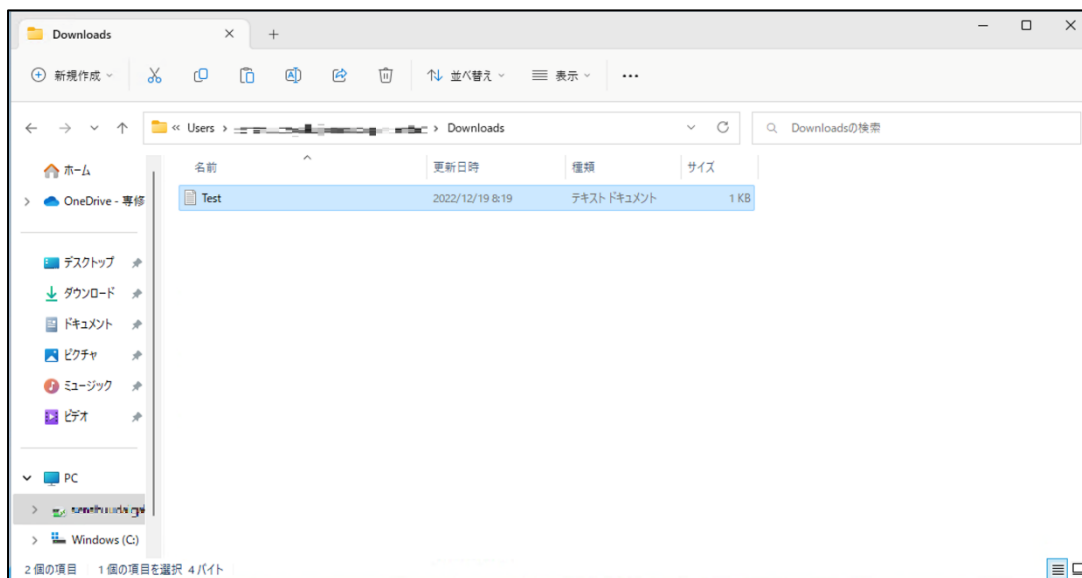 Downloads
新規作成 並べ替え 表示
« Users > > Downloads
Downloadsの検索
ホーム
OneDrive - 専修
デスクトップ
ダウンロード
ドキュメント
ピクチャ
ミュージック
ビデオ
PC
Windows (C:)
名前 更新日時 種類 サイズ
Test 2022/12/19 8:19 テキスト ドキュメント 1 KB
2 個の項目 1 個の項目を選択 4 バイト